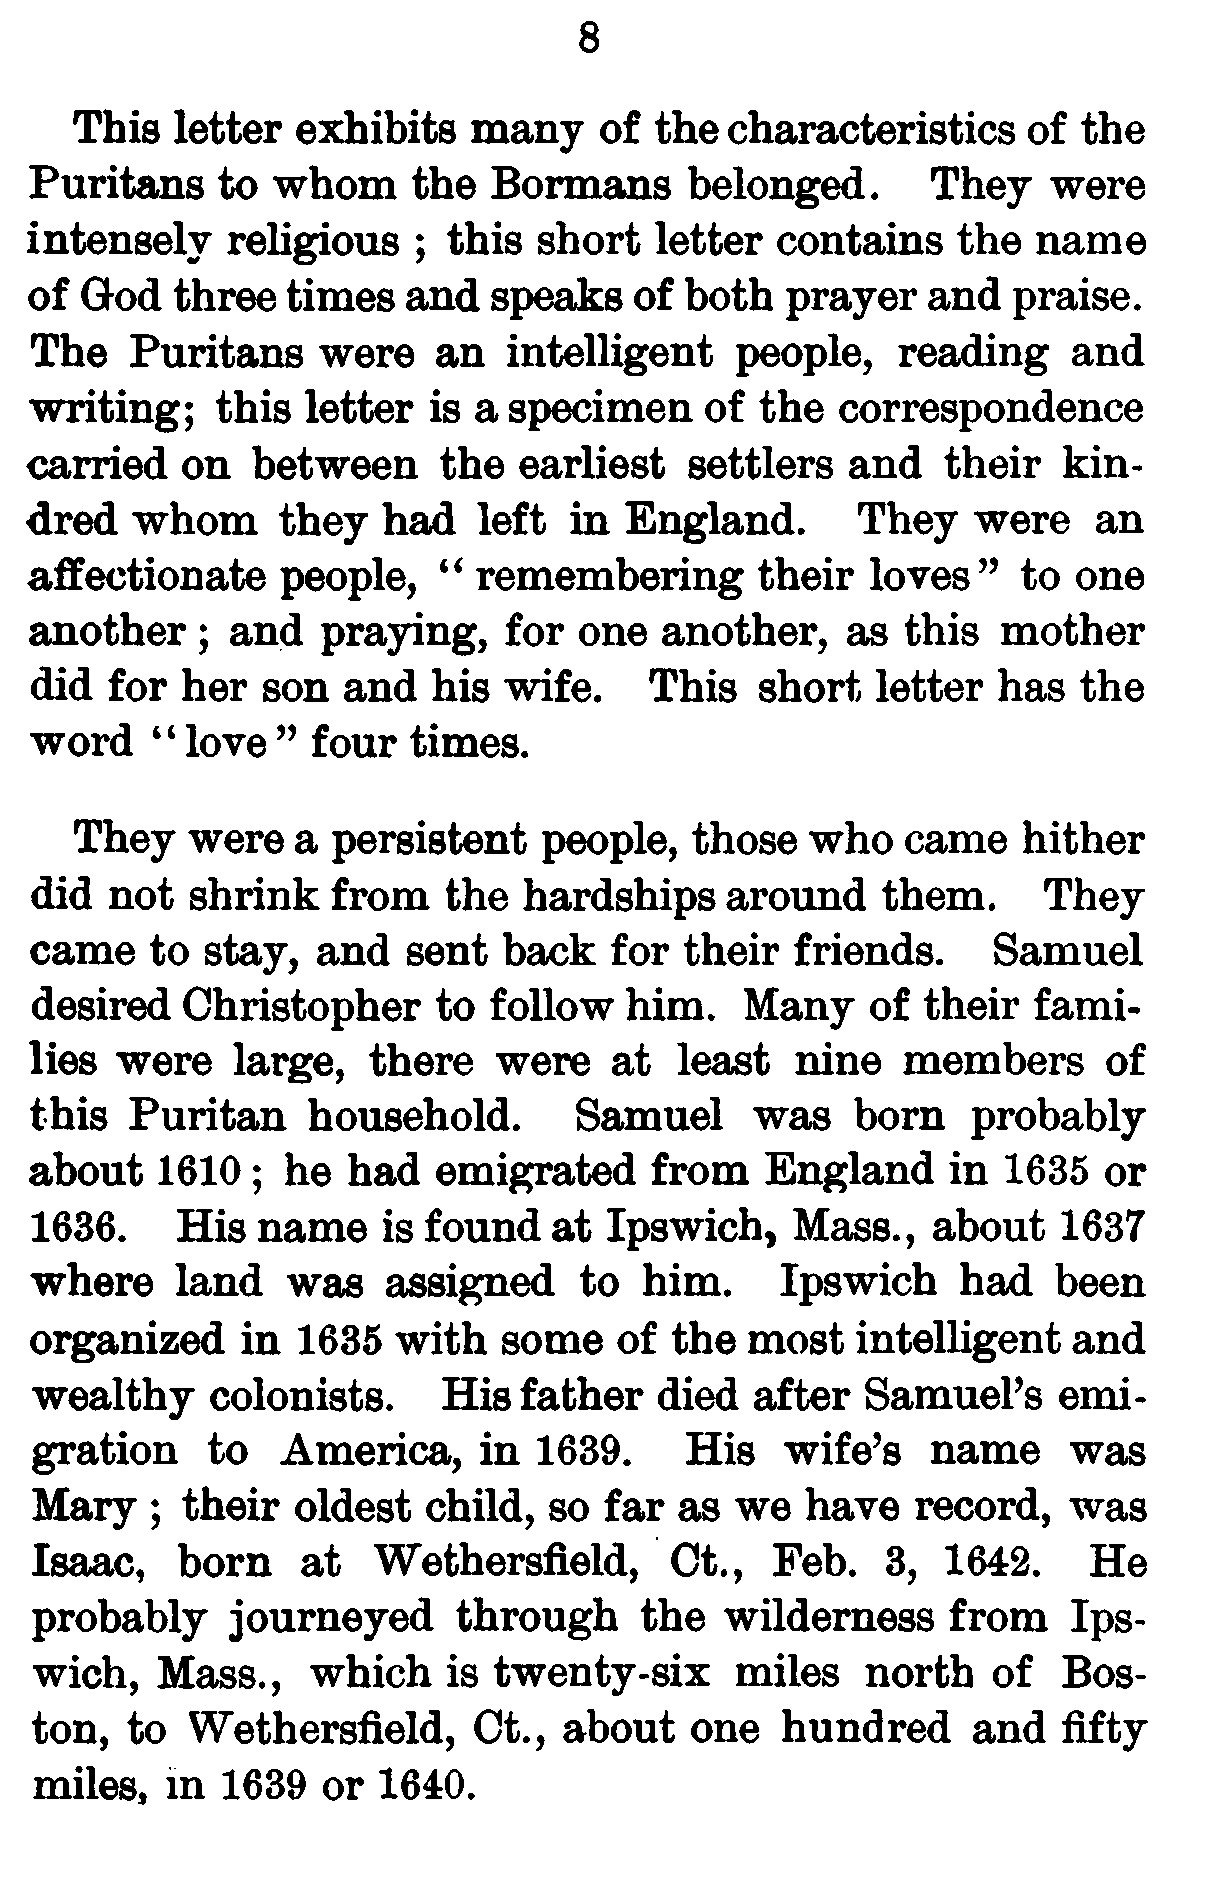 8
This letter exhibits many of the characteristics of the
Puritans to whom the Bormans belonged. They were
intensely religious ; this short letter contains the name
of God three times and speaks of both prayer and praise.
The Puritans were an intelligent people, reading and
writing; this letter is a specimen of the correspondence
carried on between the earliest settlers and their kin-
dred whom they had left in England. They were an
affectionate people, “ remembering their loves ” to one
another ; and praying, for one another, as this mother
did for her son and his wife. This short letter has the
word “ love ” four times.
They were a persistent people, those who came hither
did not shrink from the hardships around them. They
came to stay, and sent back for their friends. Samuel
desired Christopher to follow him. Many of their fami-
lies were large, there were at least nine members of
this Puritan household. Samuel was born probably
about 1610 ; he had emigrated from England in 1635 or
1636. His name is found at Ipswich, Mass., about 1637
where land was assigned to him. Ipswich had been
organized in 1635 with some of the most intelligent and
wealthy colonists. His father died after Samuel’s emi-
gration to America, in 1639. His wife’s name was
Mary ; their oldest child, so far as we have record, was
Isaac, born at Wethersfield, Ct., Feb. 3, 1642. He
probably journeyed through the wilderness from Ips-
wich, Mass., which is twenty-six miles north of Bos-
ton, to Wethersfield, Ct., about one hundred and fifty
miles, in 1639 or 1640.